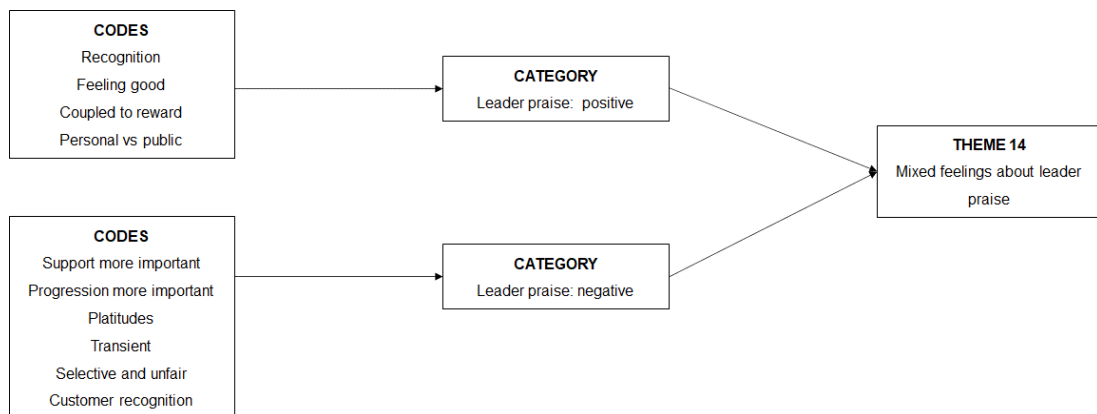 CODES
Recognition
Feeling good
Coupled to reward
Personal vs public
CATEGORY
Leader praise: positive
THEME 14
Mixed feelings about leader
praise
CODES
Support more important
Progression more important
Platitudes
Transient
Selective and unfair
Customer recognition
CATEGORY
Leader praise: negative